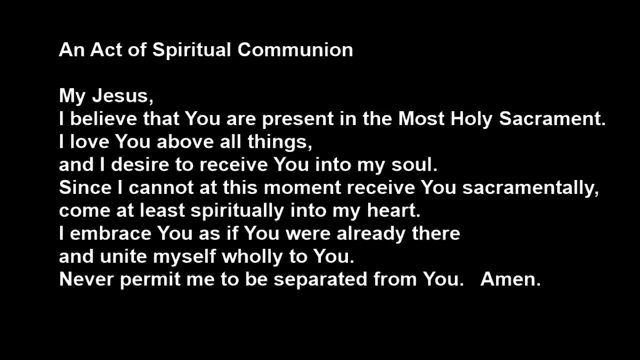 An Act of Spiritual Communion
My Jesus,
I believe that You are present in the Most Holy Sacrament.
I love You above all things,
and I desire to receive You into my soul.
Since I cannot at this moment receive You sacramentally,
come at least spiritually into my heart.
I embrace You as if You were already there
and unite myself wholly to You.
Never permit me to be separated from You.   Amen.